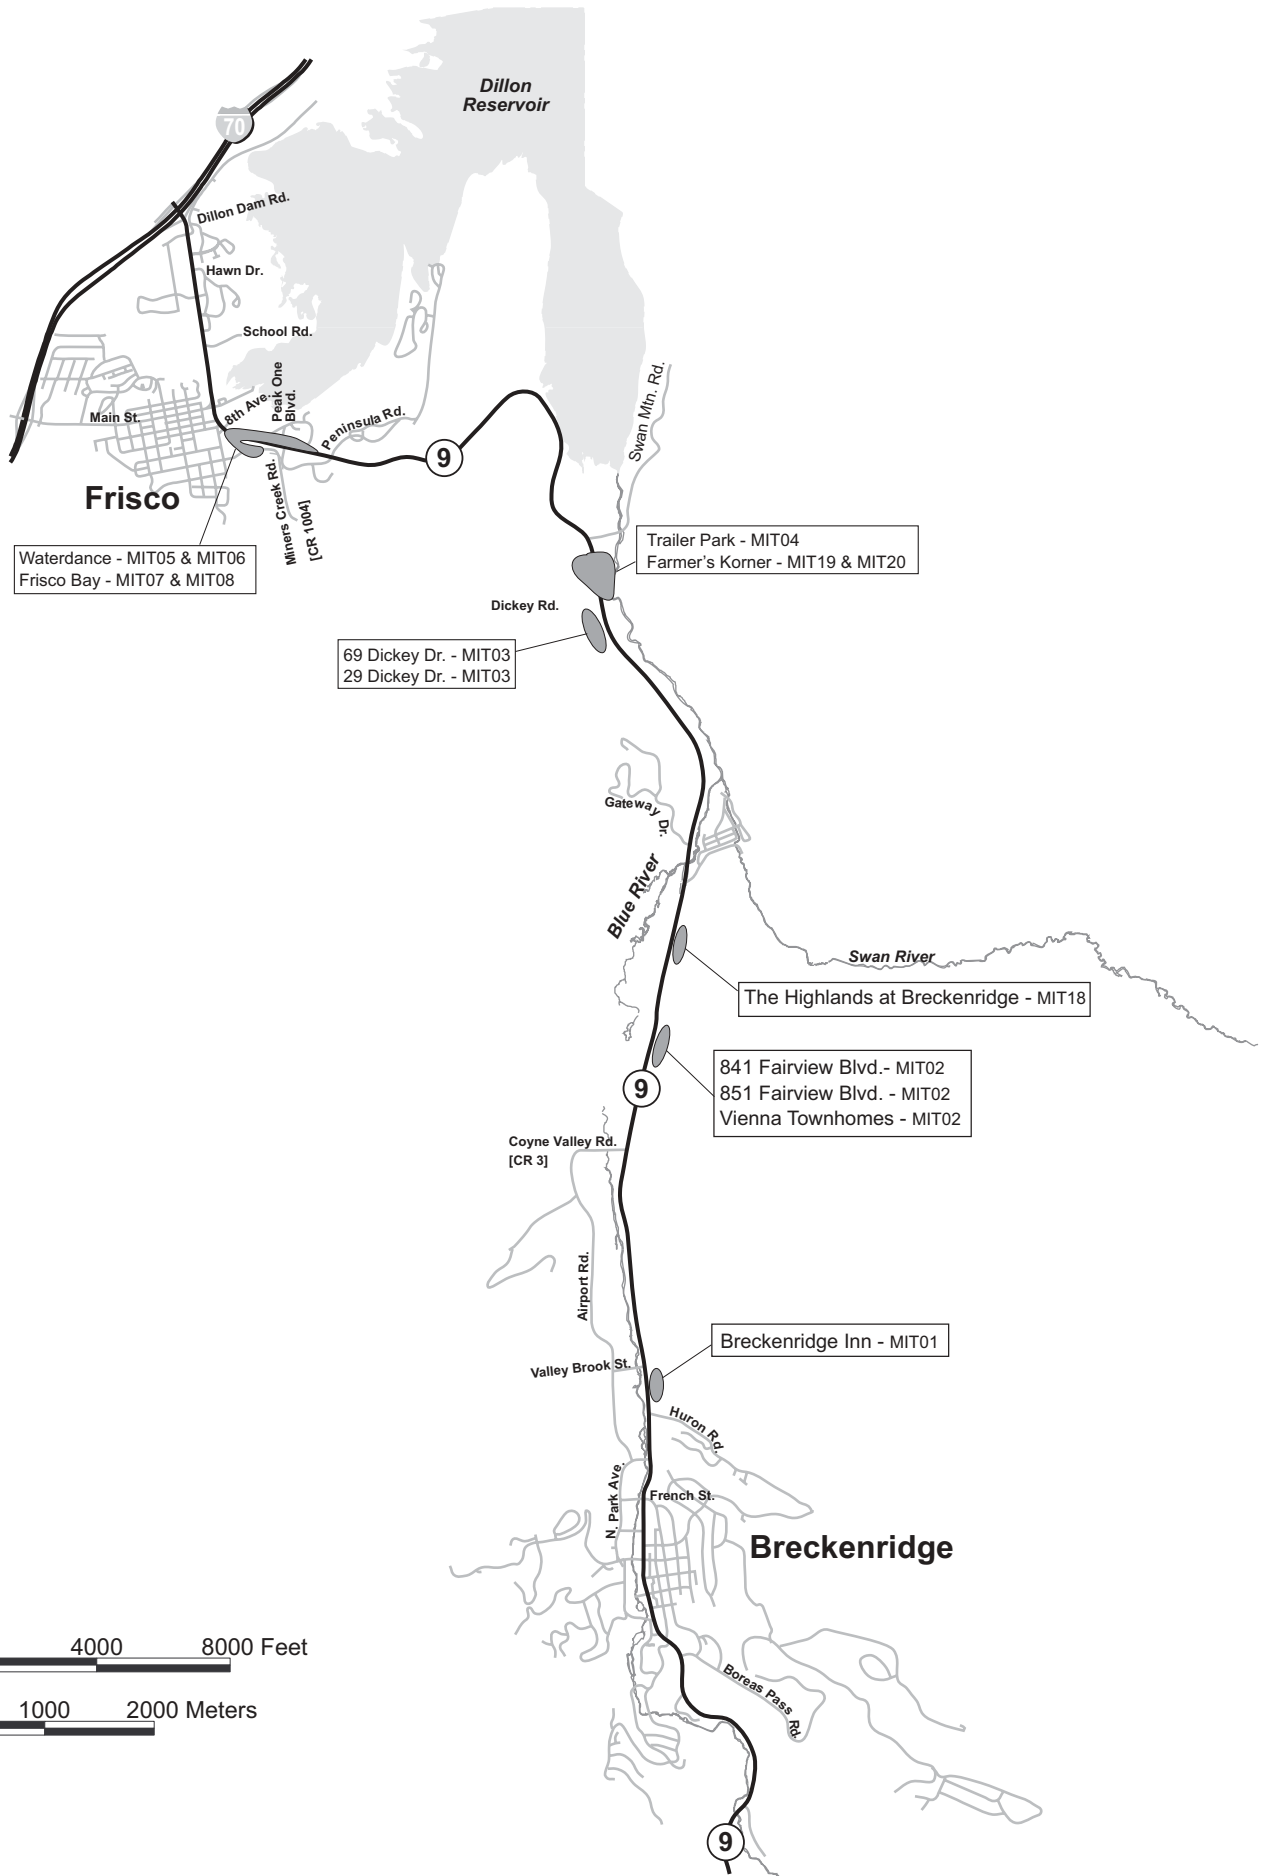 Dillon
Reservoir
70
Dillon Dam Rd.
Hawn Dr.
School Rd.
Peak One
Blvd.
8th Ave.
Main St.
Peninsula Rd.
Swan Mtn. Rd.
9
Frisco
Miners Creek Rd.
[CR 1004]
Waterdance - MIT05 & MIT06
Frisco Bay - MIT07 & MIT08
Trailer Park - MIT04
Farmer's Korner - MIT19 & MIT20
Dickey Rd.
69 Dickey Dr. - MIT03
29 Dickey Dr. - MIT03
Gateway Dr.
Blue River
Swan River
The Highlands at Breckenridge - MIT18
841 Fairview Blvd.- MIT02
851 Fairview Blvd. - MIT02
Vienna Townhomes - MIT02
9
Coyne Valley Rd.
[CR 3]
Airport Rd.
Breckenridge Inn - MIT01
Valley Brook St.
Huron Rd.
N. Park Ave.
French St.
Breckenridge
4000 8000 Feet
1000 2000 Meters
Boreas Pass Rd.
9